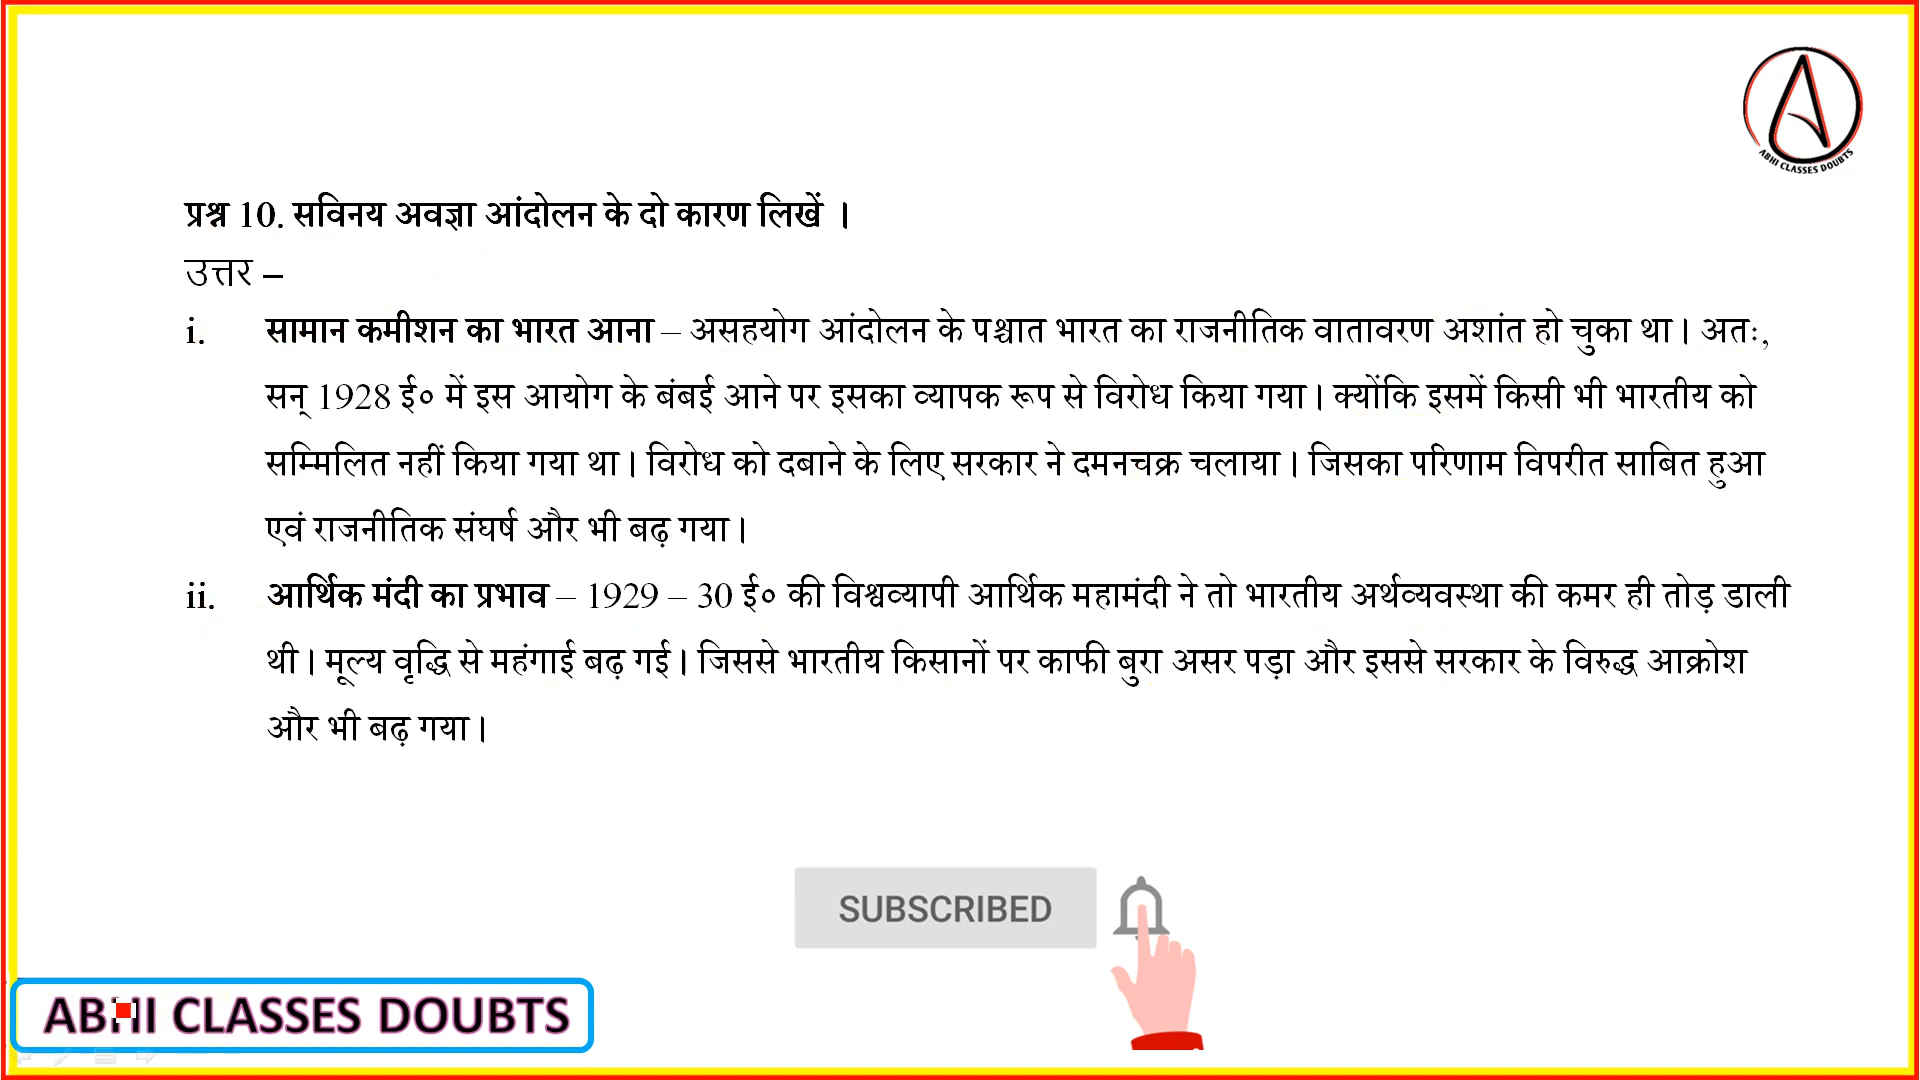 ABHI CLASSES DOUBTS
प्रश्न 10. सविनय अवज्ञा आंदोलन के दो कारण लिखें ।
उत्तर –
i. सामान कमीशन का भारत आना – असहयोग आंदोलन के पश्चात भारत का राजनीतिक वातावरण अशांत हो चुका था। अतः,
सन् 1928 ई० में इस आयोग के बंबई आने पर इसका व्यापक रूप से विरोध किया गया। क्योंकि इसमें किसी भी भारतीय को
सम्मिलित नहीं किया गया था। विरोध को दबाने के लिए सरकार ने दमनचक्र चलाया। जिसका परिणाम विपरीत साबित हुआ
एवं राजनीतिक संघर्ष और भी बढ़ गया।
ii. आर्थिक मंदी का प्रभाव – 1929 – 30 ई० की विश्वव्यापी आर्थिक महामंदी ने तो भारतीय अर्थव्यवस्था की कमर ही तोड़ डाली
थी। मूल्य वृद्धि से महंगाई बढ़ गई। जिससे भारतीय किसानों पर काफी बुरा असर पड़ा और इससे सरकार के विरुद्ध आक्रोश
और भी बढ़ गया।
SUBSCRIBED
ABHI CLASSES DOUBTS